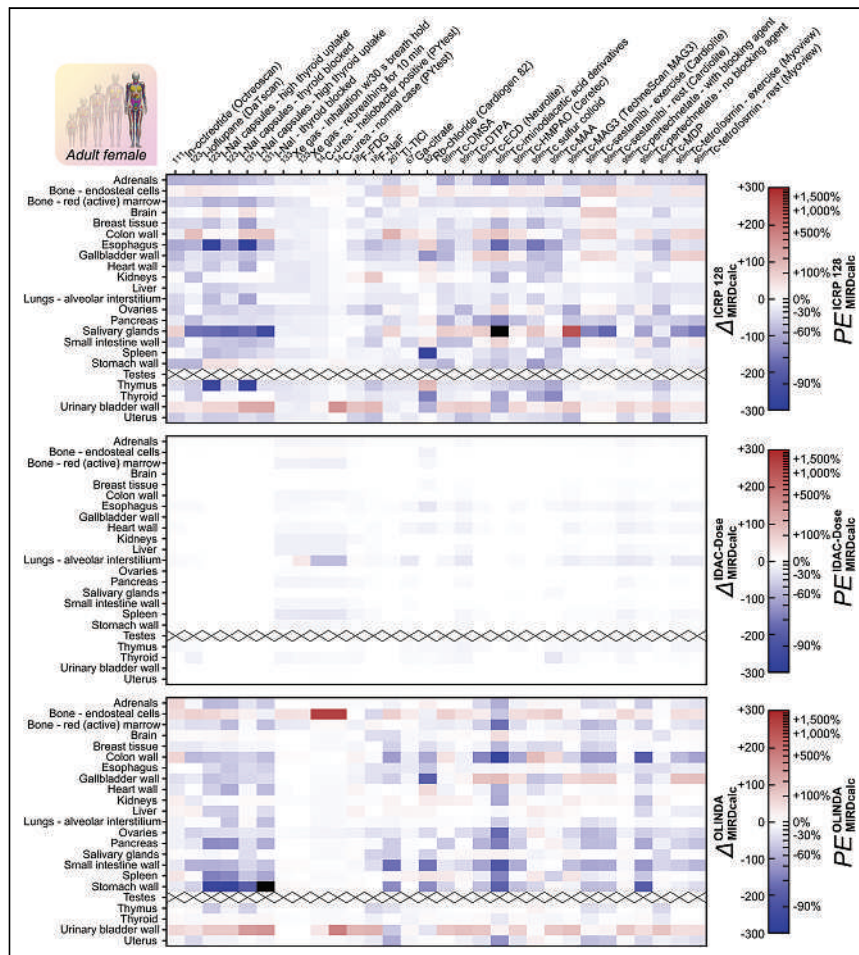 Adult female
111In-octreotide (Octreoscan)
123I-Ioflupane (DaTscan)
123I-NaI capsules - high thyroid uptake
123I-NaI capsules - thyroid blocked
131I-NaI capsules - high thyroid uptake
131I-NaI - thyroid blocked
133Xe gas - inhalation w/30 s breath hold
133Xe gas - rebreathing for 10 min
14C-urea - heliobacter positive (PYtest)
14C-urea - normal case (PYtest)
18F-FDG
18F-NaF
201Tl-TlCl
67Ga-citrate
82Rb-chloride (Cardiogen 82)
99mTc-DMSA
99mTc-DTPA
99mTc-ECD (Neurolite)
99mTc-iminodiacetic acid derivatives
99mTc-HMPAO (Ceretec)
99mTc sulfur colloid
99mTc-MAA
99mTc-MAG3 (TechneScan MAG3)
99mTc-sestamibi - exercise (Cardiolite)
99mTc-sestamibi - rest (Cardiolite)
99mTc-pertechnetate - with blocking agent
99mTc-pertechnetate - no blocking agent
99mTc-MDP
99mTc-tetrofosmin - exercise (Myoview)
99mTc-tetrofosmin - rest (Myoview)
Adrenals
Bone - endosteal cells
Bone - red (active) marrow
Brain
Breast tissue
Colon wall
Esophagus
Gallbladder wall
Heart wall
Kidneys
Liver
Lungs - alveolar interstitium
Ovaries
Pancreas
Salivary glands
Small intestine wall
Spleen
Stomach wall
Testes
Thymus
Thyroid
Urinary bladder wall
Uterus
+300
+200
+100
0
-100
-200
-300
Δ ICRP 128 MIRDcalc
+1,500%
+1,000%
+500%
+100%
0%
-30%
-60%
-90%
PE ICRP 128 MIRDcalc
Adrenals
Bone - endosteal cells
Bone - red (active) marrow
Brain
Breast tissue
Colon wall
Esophagus
Gallbladder wall
Heart wall
Kidneys
Liver
Lungs - alveolar interstitium
Ovaries
Pancreas
Salivary glands
Small intestine wall
Spleen
Stomach wall
Testes
Thymus
Thyroid
Urinary bladder wall
Uterus
+300
+200
+100
0
-100
-200
-300
Δ IDAC-Dose MIRDcalc
+1,500%
+1,000%
+500%
+100%
0%
-30%
-60%
-90%
PE IDAC-Dose MIRDcalc
Adrenals
Bone - endosteal cells
Bone - red (active) marrow
Brain
Breast tissue
Colon wall
Esophagus
Gallbladder wall
Heart wall
Kidneys
Liver
Lungs - alveolar interstitium
Ovaries
Pancreas
Salivary glands
Small intestine wall
Spleen
Stomach wall
Testes
Thymus
Thyroid
Urinary bladder wall
Uterus
+300
+200
+100
0
-100
-200
-300
Δ OLINDA MIRDcalc
+1,500%
+1,000%
+500%
+100%
0%
-30%
-60%
-90%
PE OLINDA MIRDcalc